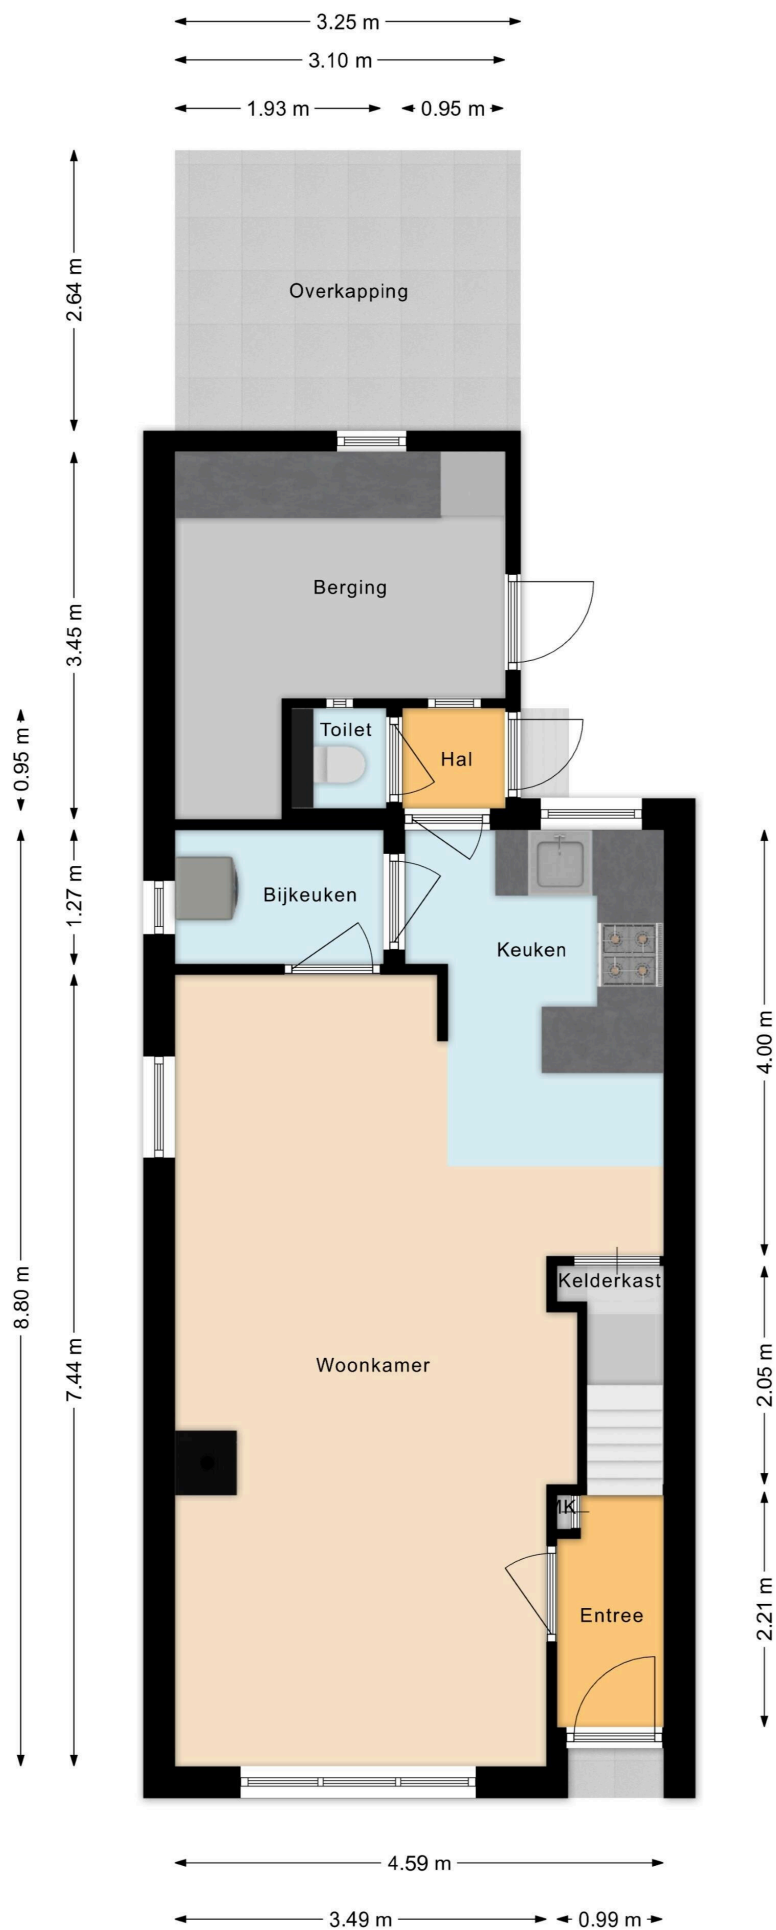 3.25 m
3.10 m
1.93 m
0.95 m
2.64 m
Overkapping
3.45 m
Berging
0.95 m
Toilet
Hal
1.27 m
Bijkeuken
Keuken
4.00 m
8.80 m
7.44 m
Kelderkast
Woonkamer
2.05 m
MK
Entree
2.21 m
4.59 m
3.49 m
0.99 m